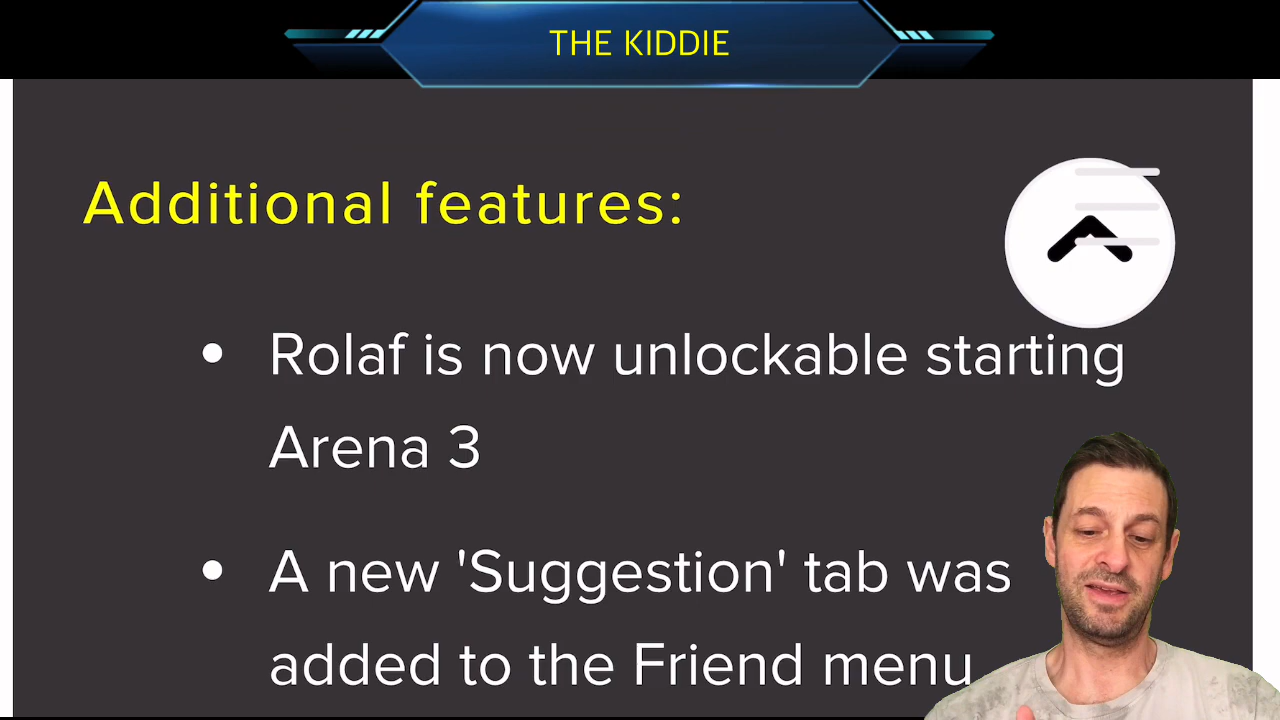 THE KIDDIE
Additional features:
Rolaf is now unlockable starting
Arena 3
A new 'Suggestion' tab was
added to the Friend menu